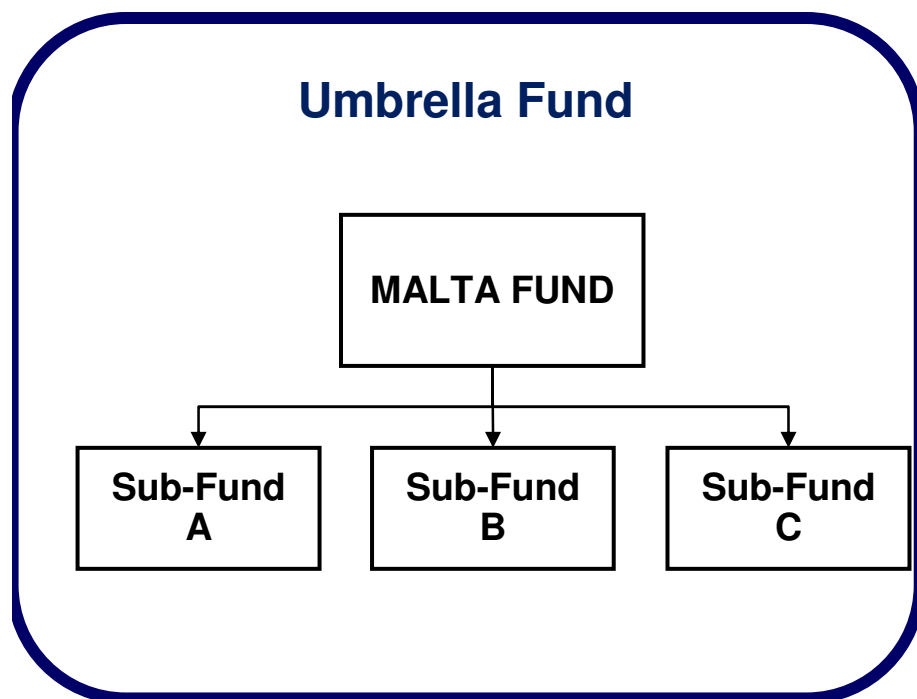 Umbrella Fund
MALTA FUND
Sub-Fund
A
Sub-Fund
B
Sub-Fund
C